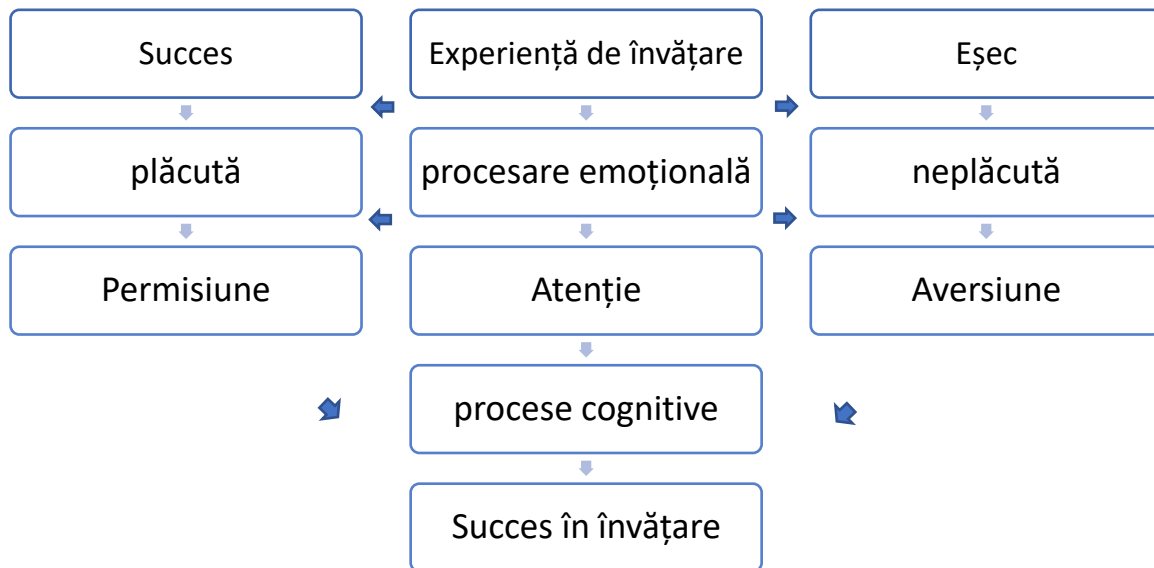 Succes
Experiență de învățare
Eșec
plăcută
procesare emoțională
neplăcută
Permisiune
Atenție
Aversiune
procese cognitive
Succes în învățare